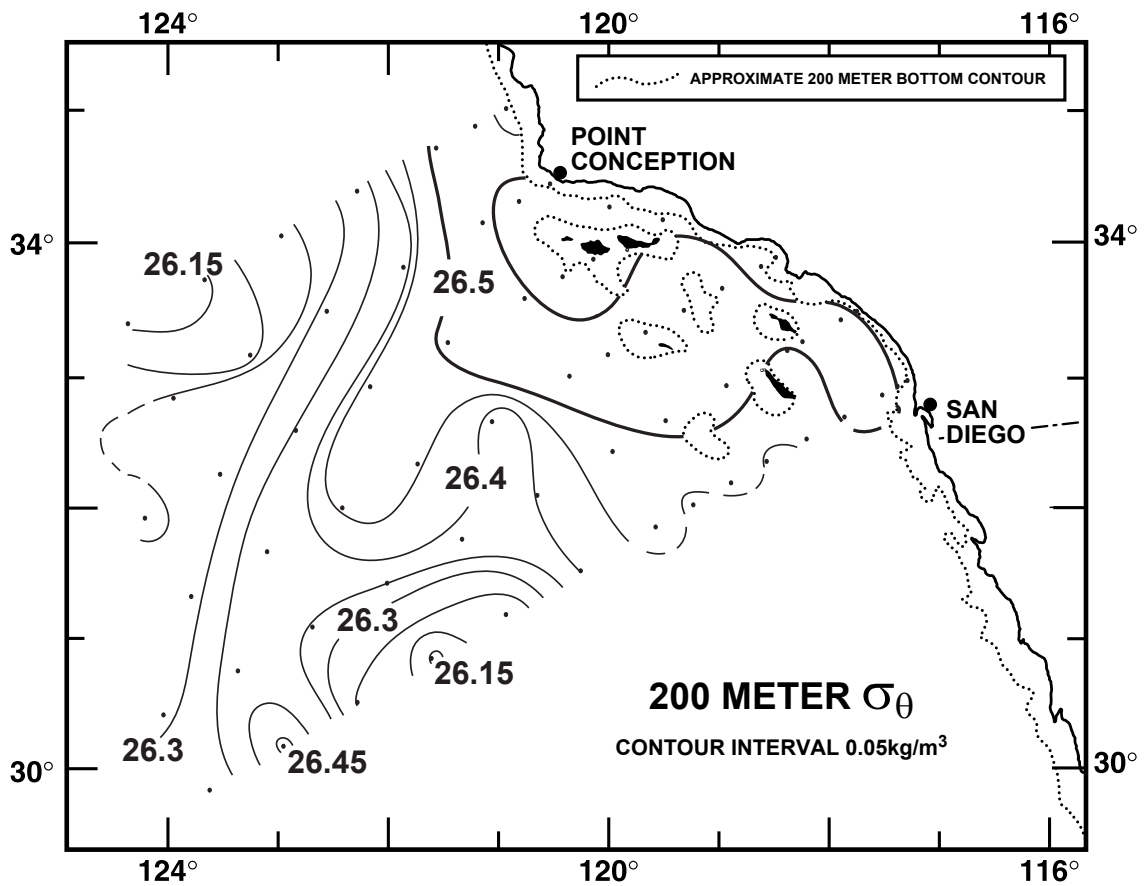 124° 120° 116°
APPROXIMATE 200 METER BOTTOM CONTOUR
POINT
CONCEPTION
34° 34°
26.15
26.5
SAN
DIEGO
26.4
26.3
26.15
200 METER σθ
CONTOUR INTERVAL 0.05kg/m³
26.3
26.45
30° 30°
124° 120° 116°